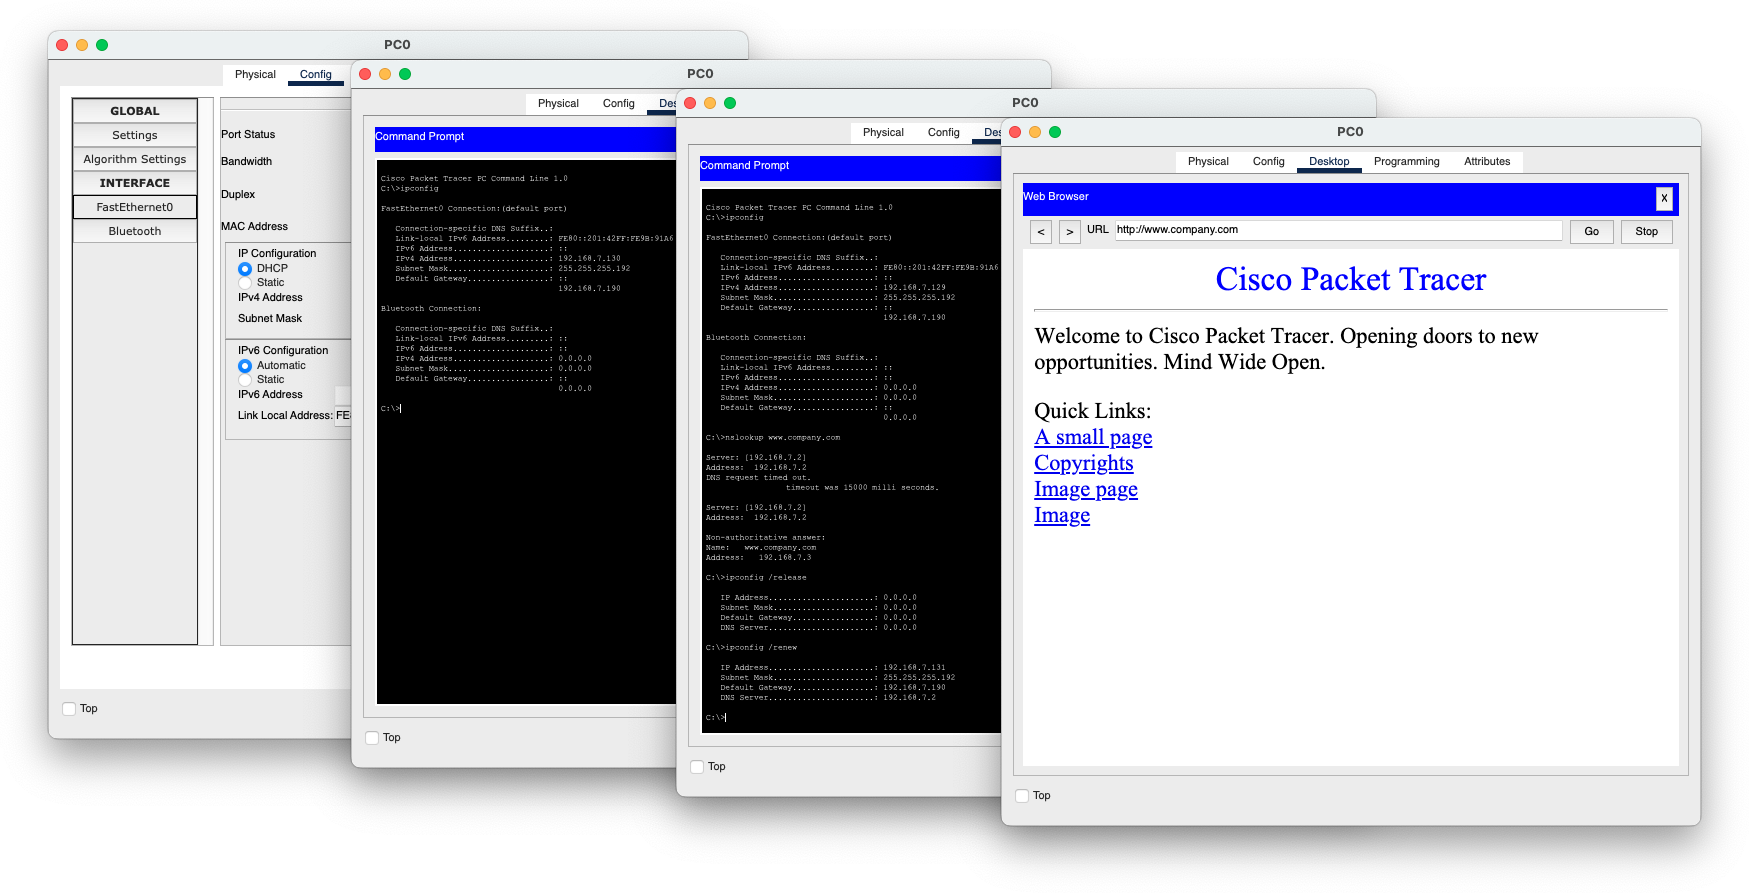 PC0
Physical Config
GLOBAL
Settings
Algorithm Settings
INTERFACE
FastEthernet0
Bluetooth
Port Status
Bandwidth
Duplex
MAC Address
IP Configuration
DHCP
Static
IPv4 Address
Subnet Mask
IPv6 Configuration
Automatic
Static
IPv6 Address
Link Local Address: FE
Top
PC0
Physical Config Des
Command Prompt
Cisco Packet Tracer PC Command Line 1.0
C:\>ipconfig
FastEthernet0 Connection:(default port)
Connection-specific DNS Suffix..:
Link-local IPv6 Address.........: FE80::201:42FF:FE9B:91A6
IPv6 Address....................: ::
IPv4 Address....................: 192.168.7.130
Subnet Mask.....................: 255.255.255.192
Default Gateway.................: ::
192.168.7.190
Bluetooth Connection:
Connection-specific DNS Suffix..:
Link-local IPv6 Address.........: ::
IPv6 Address....................: ::
IPv4 Address....................: 0.0.0.0
Subnet Mask.....................: 0.0.0.0
Default Gateway.................: ::
0.0.0.0
C:\>
Top
PC0
Physical Config Des
Command Prompt
Cisco Packet Tracer PC Command Line 1.0
C:\>ipconfig
FastEthernet0 Connection:(default port)
Connection-specific DNS Suffix..:
Link-local IPv6 Address.........: FE80::201:42FF:FE9B:91A6
IPv6 Address....................: ::
IPv4 Address....................: 192.168.7.129
Subnet Mask.....................: 255.255.255.192
Default Gateway.................: ::
192.168.7.190
Bluetooth Connection:
Connection-specific DNS Suffix..:
Link-local IPv6 Address.........: ::
IPv6 Address....................: ::
IPv4 Address....................: 0.0.0.0
Subnet Mask.....................: 0.0.0.0
Default Gateway.................: ::
0.0.0.0
C:\>nslookup www.company.com
Server: [192.168.7.2]
Address: 192.168.7.2
DNS request timed out.
timeout was 15000 milli seconds.
Server: [192.168.7.2]
Address: 192.168.7.2
Non-authoritative answer:
Name: www.company.com
Address: 192.168.7.3
C:\>ipconfig /release
IP Address......................: 0.0.0.0
Subnet Mask.....................: 0.0.0.0
Default Gateway.................: 0.0.0.0
DNS Server......................: 0.0.0.0
C:\>ipconfig /renew
IP Address......................: 192.168.7.131
Subnet Mask.....................: 255.255.255.192
Default Gateway.................: 192.168.7.190
DNS Server......................: 192.168.7.2
C:\>
Top
PC0
Physical Config Desktop Programming Attributes
Web Browser X
< > URL http://www.company.com Go Stop
Cisco Packet Tracer
Welcome to Cisco Packet Tracer. Opening doors to new
opportunities. Mind Wide Open.
Quick Links:
A small page
Copyrights
Image page
Image
Top